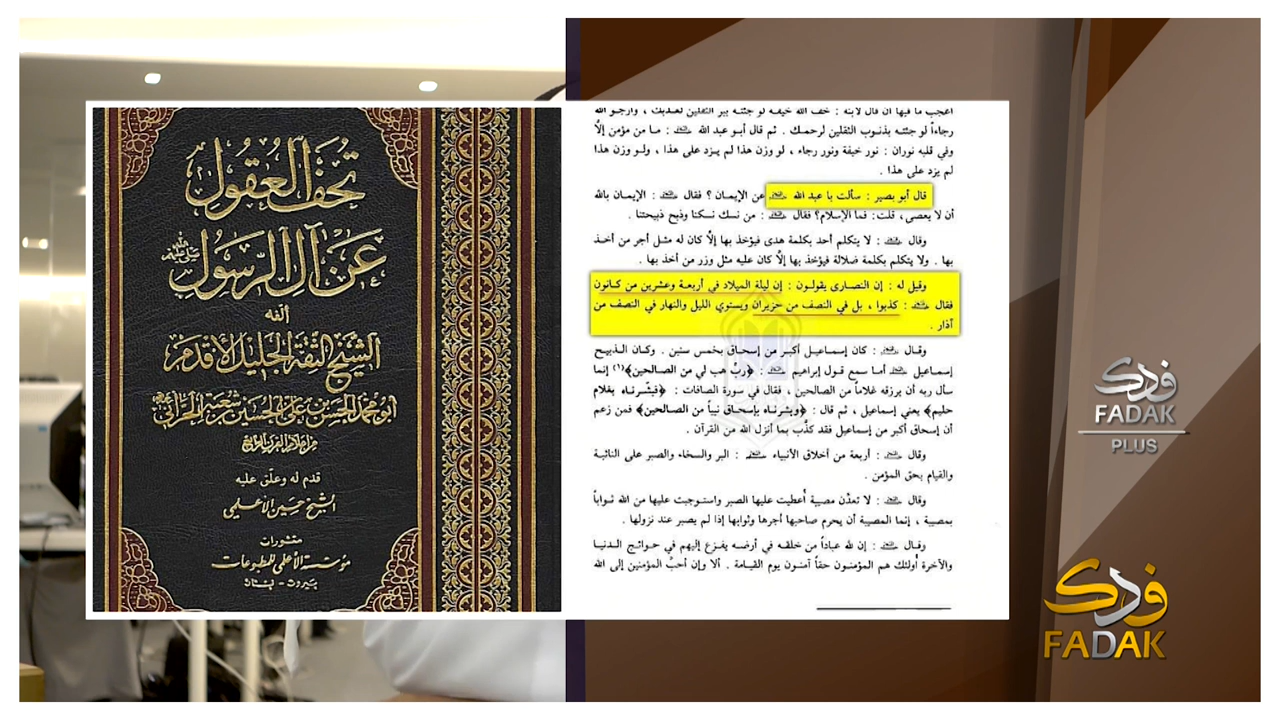 تحف العقول
عن آل الرسول
ألفه
الشيخ الثقة الجليل الأقدم
أبو محمد الحسن بن علي بن الحسين بن شعبة الحراني
من أعلام القرن الرابع
قدم له وعلق عليه
الشيخ حسين الأعلمي
منشورات
مؤسسة الأعلمي للمطبوعات
بيروت - لبنان
أعجب ما فيها أن قال لابنه : خف الله خيفة لو جئته ببر الثقلين لعذبك ، وارجو الله
رجاءاً لو جئته بذنوب الثقلين لرحمك . ثم قال أبو عبد الله : ما من مؤمن إلّا
وفي قلبه نوران : نور خيفة ونور رجاء ، لو وزن هذا لم يزد على هذا ، ولو وزن هذا
لم يزد على هذا .
قال أبو بصير : سألت با عبد الله عن الإيمان ؟ فقال : الإيمان بالله
أن لا يعصى ، قلت: فما الإسلام؟ فقال : من نسك نسكنا وذبح ذبيحتنا .
وقال : لا يتكلم أحد بكلمة هدى فيؤخذ بها إلّا كان له مثل أجر من أخذ
بها . ولا يتكلم بكلمة ضلالة فيؤخذ بها إلّا كان عليه مثل وزر من أخذ بها .
وقيل له : إن النصارى يقولون : إن ليلة الميلاد في أربعة وعشرين من كانون
فقال : كذبوا ، بل في النصف من حزيران ويستوي الليل والنهار في النصف من
آذار .
وقال : كان إسماعيل أكبر من إسحاق بخمس سنين . وكان الذبيح
إسماعيل أما سمع قول إبراهيم : ﴿رب هب لي من الصالحين﴾(١) إنما
سأل ربه أن يرزقه غلاماً من الصالحين ، فقال في سورة الصافات : ﴿فبشّرناه بغلام
حليم﴾ يعني إسماعيل ، ثم قال : ﴿وبشرناه بإسحاق نبياً من الصالحين﴾ فمن زعم
أن إسحاق أكبر من إسماعيل فقد كذّب بما أنزل الله من القرآن .
وقال : أربعة من أخلاق الأنبياء : البر والسخاء والصبر على النائبة
والقيام بحق المؤمن .
وقال : لا تعدّن مصيبة أعطيت عليها الصبر واستوجبت عليها من الله ثواباً
بمصيبة ، إنما المصيبة أن يحرم صاحبها أجرها وثوابها إذا لم يصبر عند نزولها .
وقال : إن لله عباداً من خلقه في أرضه يفزع إليهم في حوائج الدنيا
والآخرة أولئك هم المؤمنون حقاً آمنون يوم القيامة . ألا وإن أحبّ المؤمنين إلى الله
فدك
FADAK
PLUS
فدك
FADAK